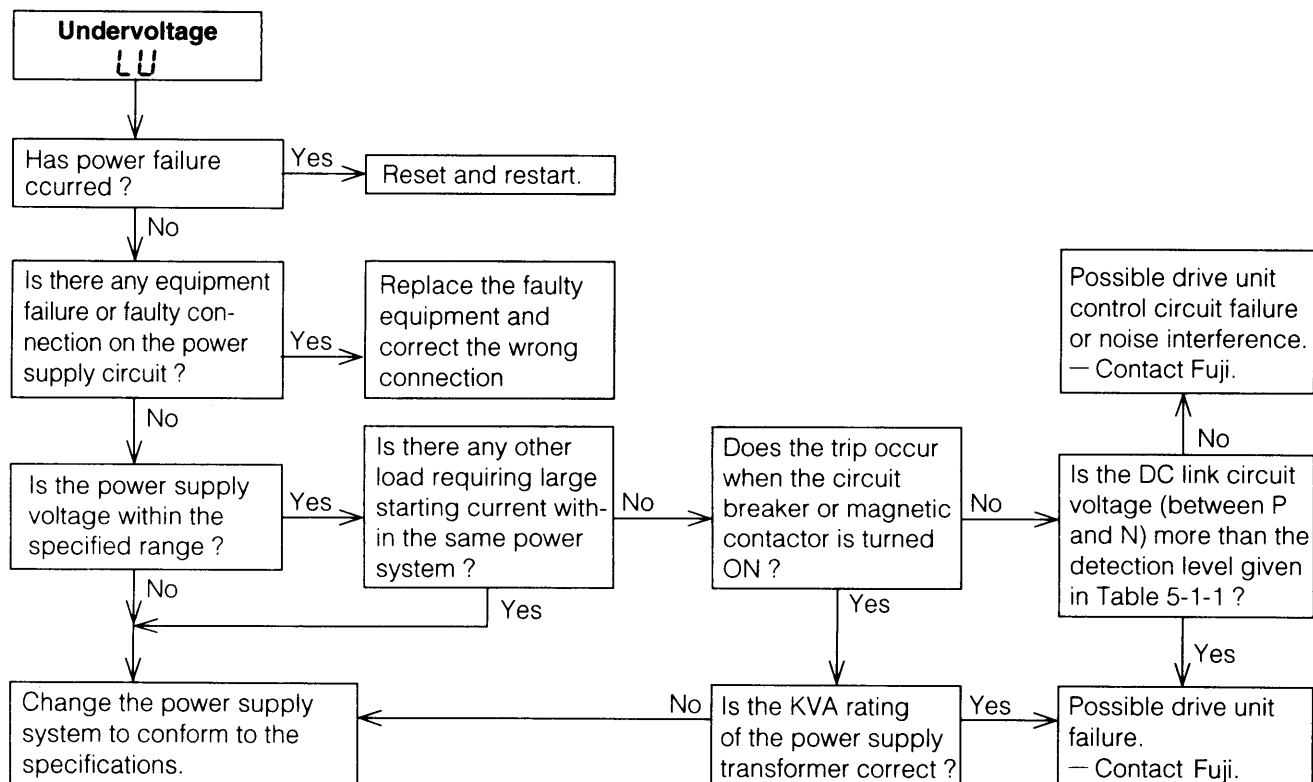 Undervoltage
LU
Has power failure
ccurred ?
Yes
Reset and restart.
No
Is there any equipment
failure or faulty con-
nection on the power
supply circuit ?
Yes
Replace the faulty
equipment and
correct the wrong
connection
No
Is the power supply
voltage within the
specified range ?
Yes
Is there any other
load requiring large
starting current with-
in the same power
system ?
No
Does the trip occur
when the circuit
breaker or magnetic
contactor is turned
ON ?
No
Is the DC link circuit
voltage (between P
and N) more than the
detection level given
in Table 5-1-1 ?
No
Possible drive unit
control circuit failure
or noise interference.
— Contact Fuji.
No
Yes
Yes
Yes
Change the power supply
system to conform to the
specifications.
No
Is the KVA rating
of the power supply
transformer correct ?
Yes
Possible drive unit
failure.
— Contact Fuji.